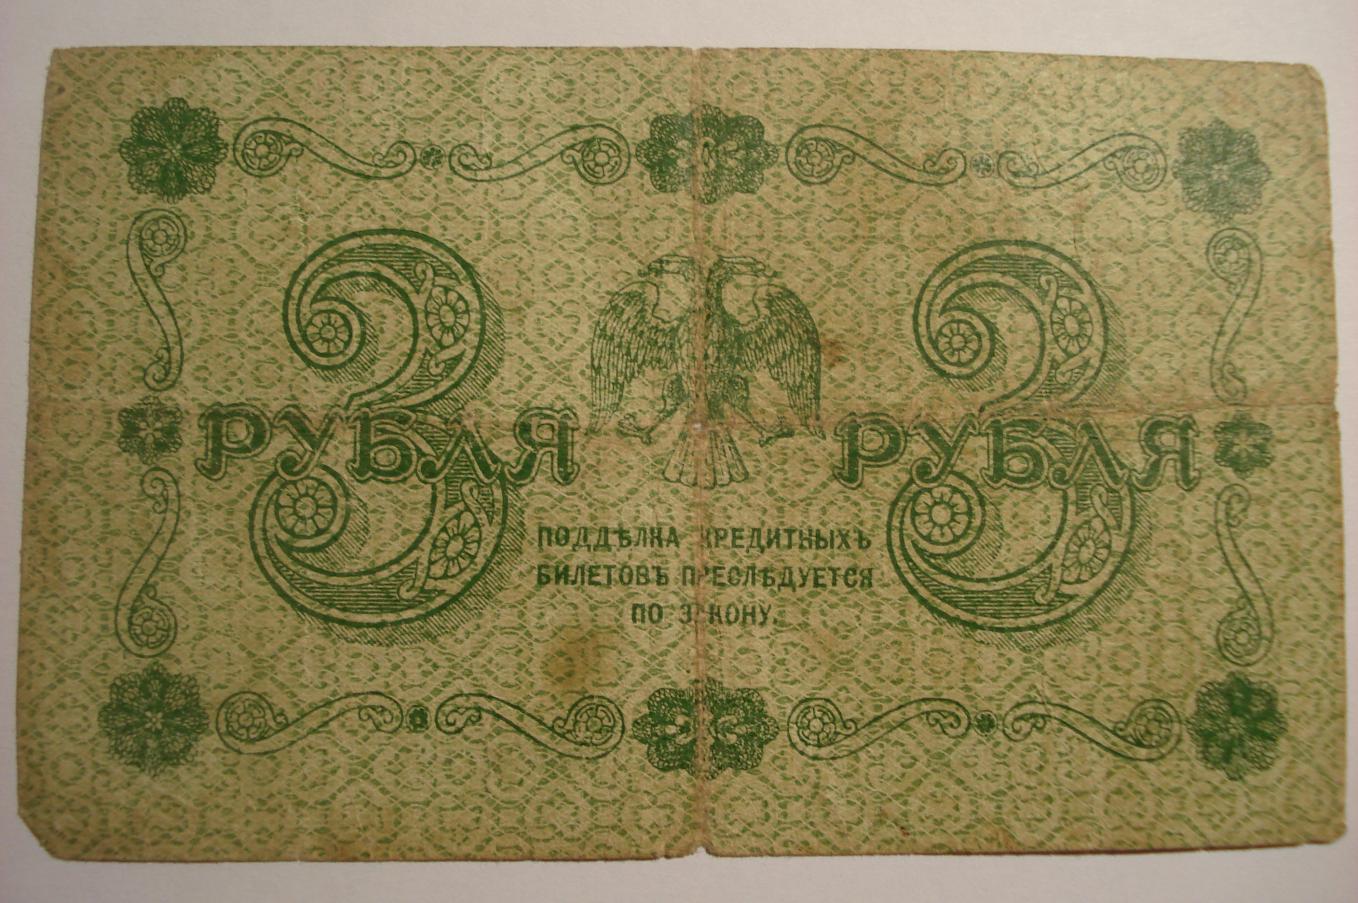 3 3
РУБЛЯ РУБЛЯ
ПОДДѢЛКА КРЕДИТНЫХЪ
БИЛЕТОВЪ ПРЕСЛѢДУЕТСЯ
ПО ЗАКОНУ.